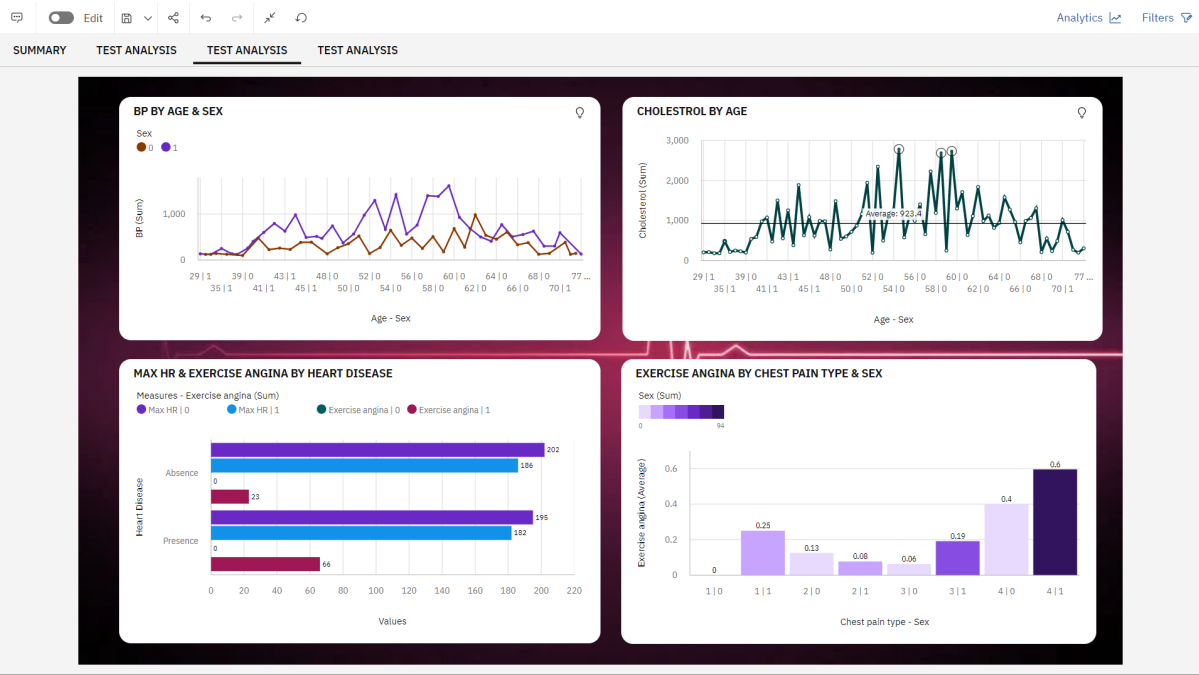 Edit
Analytics
Filters
SUMMARY
TEST ANALYSIS
TEST ANALYSIS
TEST ANALYSIS
BP BY AGE & SEX
Sex
0 1
BP (Sum)
1,000
0
29 | 1 39 | 0 43 | 1 48 | 0 52 | 0 56 | 0 60 | 0 64 | 0 68 | 0 77 ...
35 | 1 41 | 1 45 | 1 50 | 0 54 | 0 58 | 0 62 | 0 66 | 0 70 | 1
Age - Sex
CHOLESTROL BY AGE
Cholesterol (Sum)
3,000
2,000
1,000
0
Average: 923.4
29 | 1 39 | 0 43 | 1 48 | 0 52 | 0 56 | 0 60 | 0 64 | 0 68 | 0 77 ...
35 | 1 41 | 1 45 | 1 50 | 0 54 | 0 58 | 0 62 | 0 66 | 0 70 | 1
Age - Sex
MAX HR & EXERCISE ANGINA BY HEART DISEASE
Measures - Exercise angina (Sum)
Max HR | 0 Max HR | 1 Exercise angina | 0 Exercise angina | 1
Heart Disease
Absence
202
186
0
23
Presence
195
182
0
66
0 20 40 60 80 100 120 140 160 180 200 220
Values
EXERCISE ANGINA BY CHEST PAIN TYPE & SEX
Sex (Sum)
0 94
Exercise angina (Average)
0.6
0.4
0.2
0
0 0.25 0.13 0.08 0.06 0.19 0.4 0.6
1 | 0 1 | 1 2 | 0 2 | 1 3 | 0 3 | 1 4 | 0 4 | 1
Chest pain type - Sex